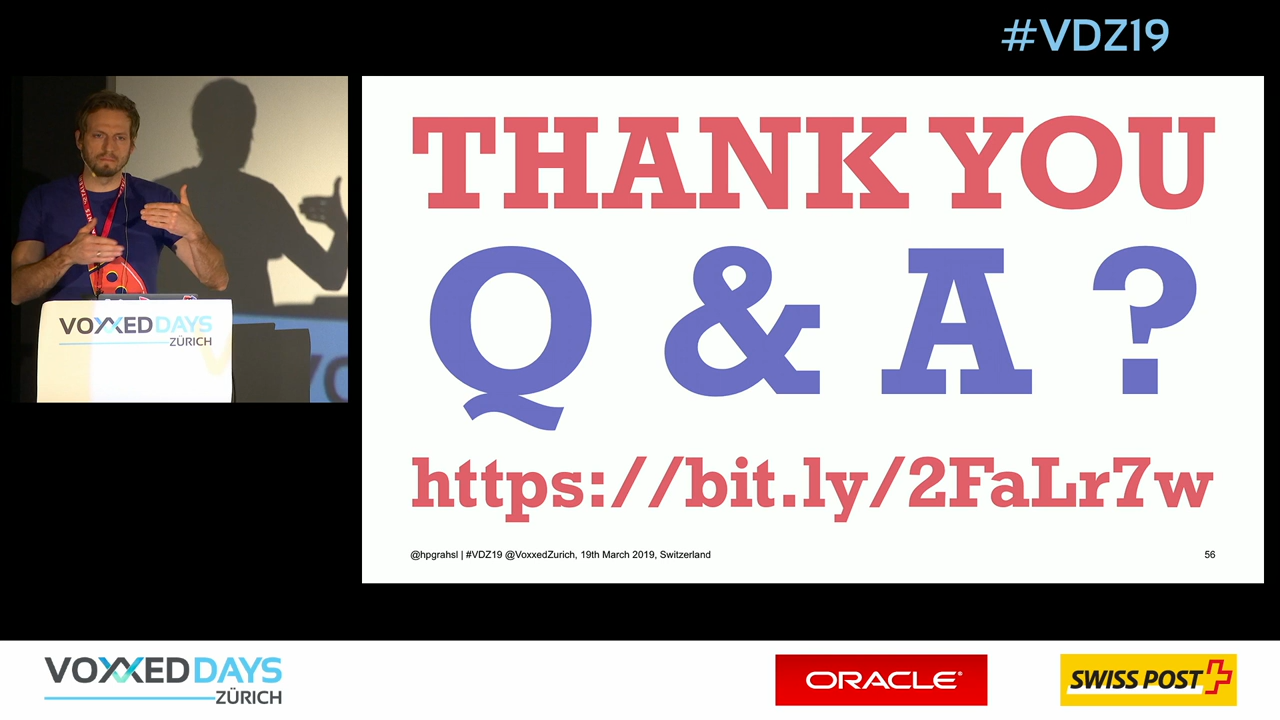 #VDZ19
THANK YOU
Q & A ?
https://bit.ly/2FaLr7w
@hpgrahsl | #VDZ19 @VoxxedZurich, 19th March 2019, Switzerland
56
VOXXED DAYS
ZÜRICH
VOXXED DAYS
ZÜRICH
ORACLE
SWISS POST